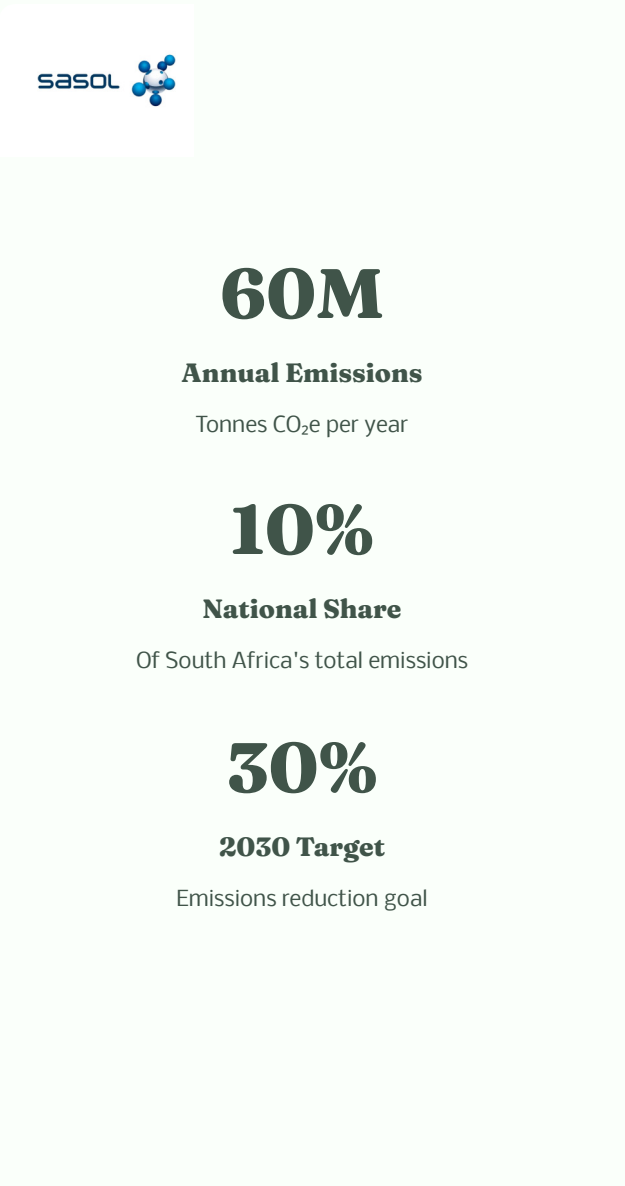 sasol
60M
Annual Emissions
Tonnes CO₂e per year
10%
National Share
Of South Africa's total emissions
30%
2030 Target
Emissions reduction goal